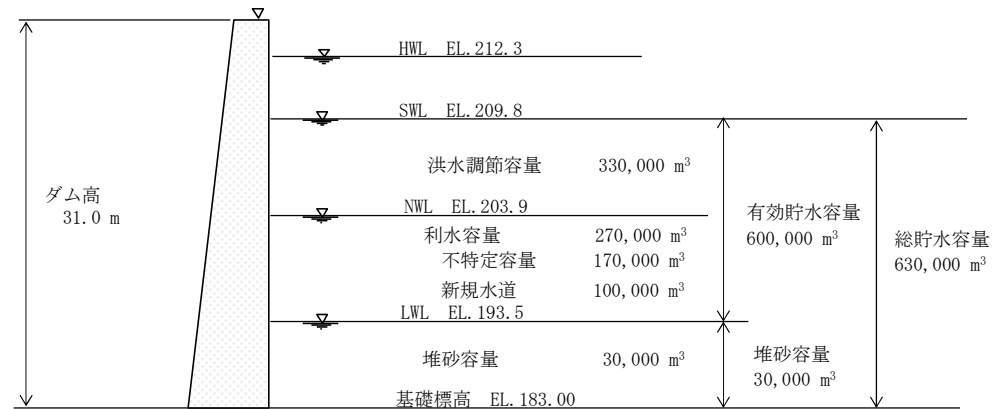 HWL EL.212.3
SWL EL.209.8
洪水調節容量 330,000 m³
ダム高
31.0 m
NWL EL.203.9
利水容量 270,000 m³
不特定容量 170,000 m³
新規水道 100,000 m³
有効貯水容量
600,000 m³
総貯水容量
630,000 m³
LWL EL.193.5
堆砂容量 30,000 m³
堆砂容量
30,000 m³
基礎標高 EL.183.00